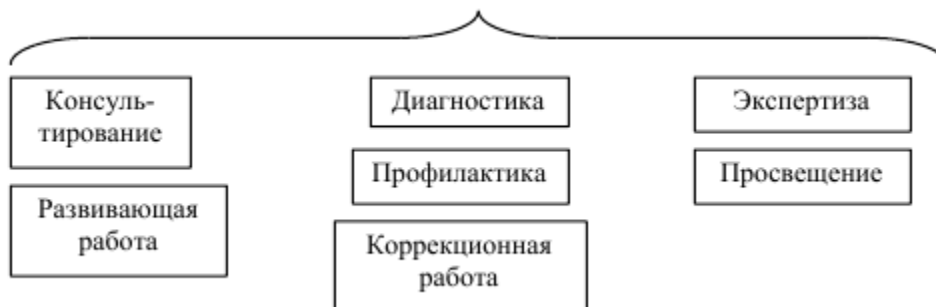 Консуль-
тирование
Диагностика
Экспертиза
Профилактика
Просвещение
Развивающая
работа
Коррекционная
работа